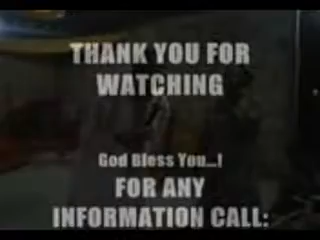 THANK YOU FOR
WATCHING
God Bless You...!
FOR ANY
INFORMATION CALL: